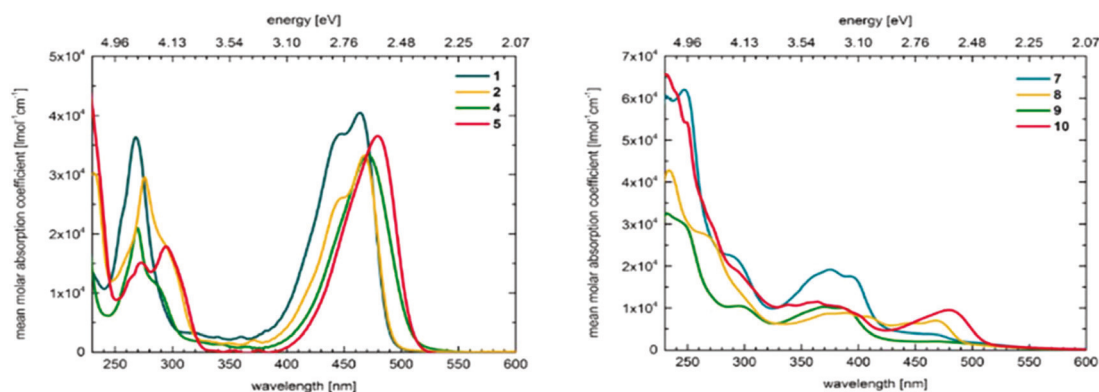 energy [eV]
4.96 4.13 3.54 3.10 2.76 2.48 2.25 2.07
5x10⁴
4x10⁴
3x10⁴
2x10⁴
1x10⁴
0
mean molar absorption coefficient [lmol⁻¹cm⁻¹]
1
2
4
5
250 300 350 400 450 500 550 600
wavelength [nm]
energy [eV]
4.96 4.13 3.54 3.10 2.76 2.48 2.25 2.07
7x10⁴
6x10⁴
5x10⁴
4x10⁴
3x10⁴
2x10⁴
1x10⁴
0
mean molar absorption coefficient [lmol⁻¹cm⁻¹]
7
8
9
10
250 300 350 400 450 500 550 600
wavelength [nm]